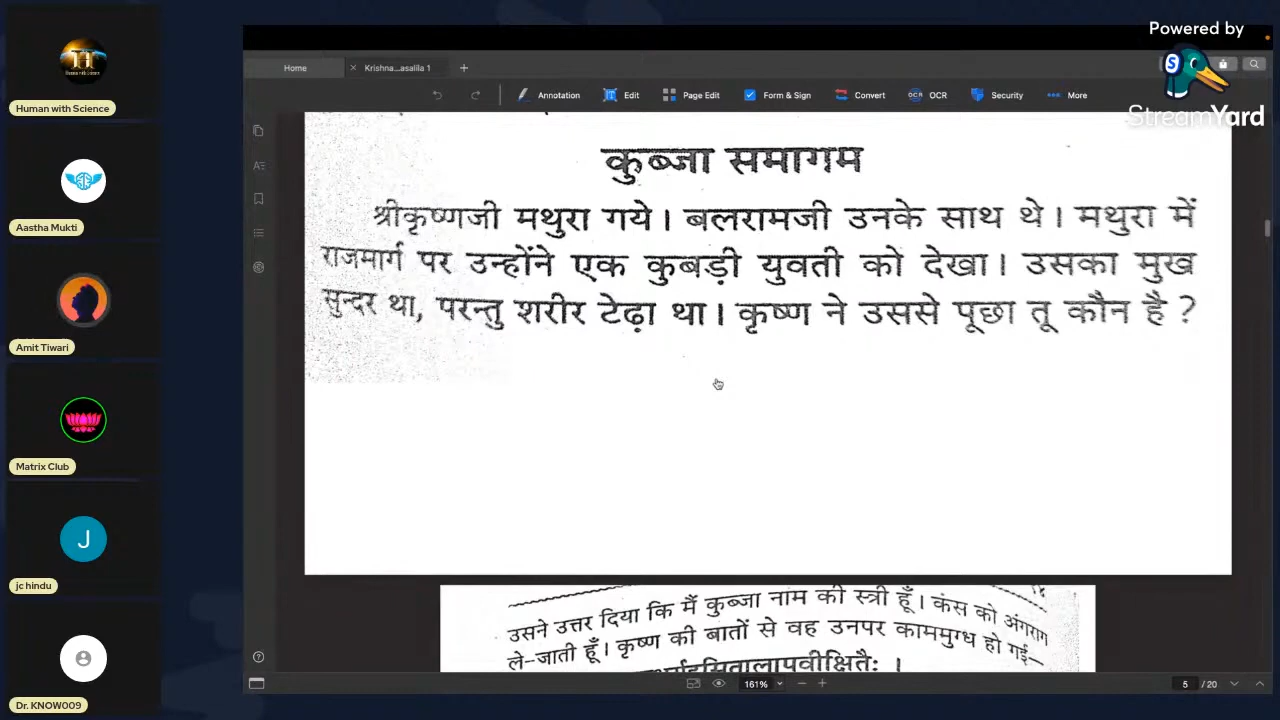 Powered by
StreamYard
Human with Science
Aastha Mukti
Amit Tiwari
Matrix Club
J
jc hindu
Dr. KNOW009
Home
Krishna...asalila 1
Annotation
Edit
Page Edit
Form & Sign
Convert
OCR
OCR
Security
More
कुब्जा समागम
श्रीकृष्णजी मथुरा गये। बलरामजी उनके साथ थे। मथुरा में
राजमार्ग पर उन्होंने एक कुबड़ी युवती को देखा। उसका मुख
सुन्दर था, परन्तु शरीर टेढ़ा था। कृष्ण ने उससे पूछा तू कौन है ?
उसने उत्तर दिया कि मैं कुब्जा नाम की स्त्री हूँ। कंस को अंगराग
ले-जाती हूँ। कृष्ण की बातों से वह उनपर काममुग्ध हो गई—
161%
5 / 20